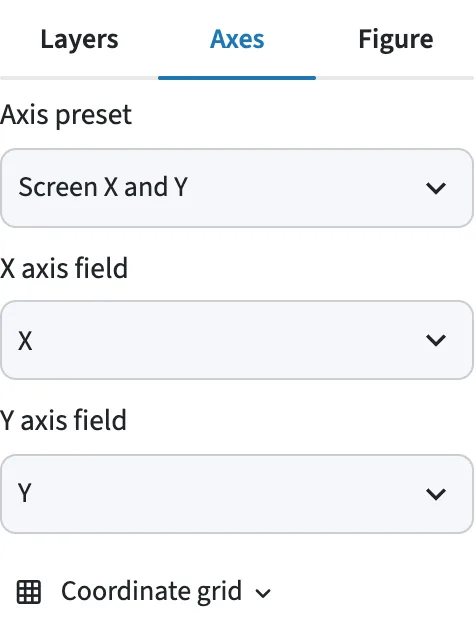 Layers Axes Figure
Axis preset
Screen X and Y
X axis field
X
Y axis field
Y
Coordinate grid